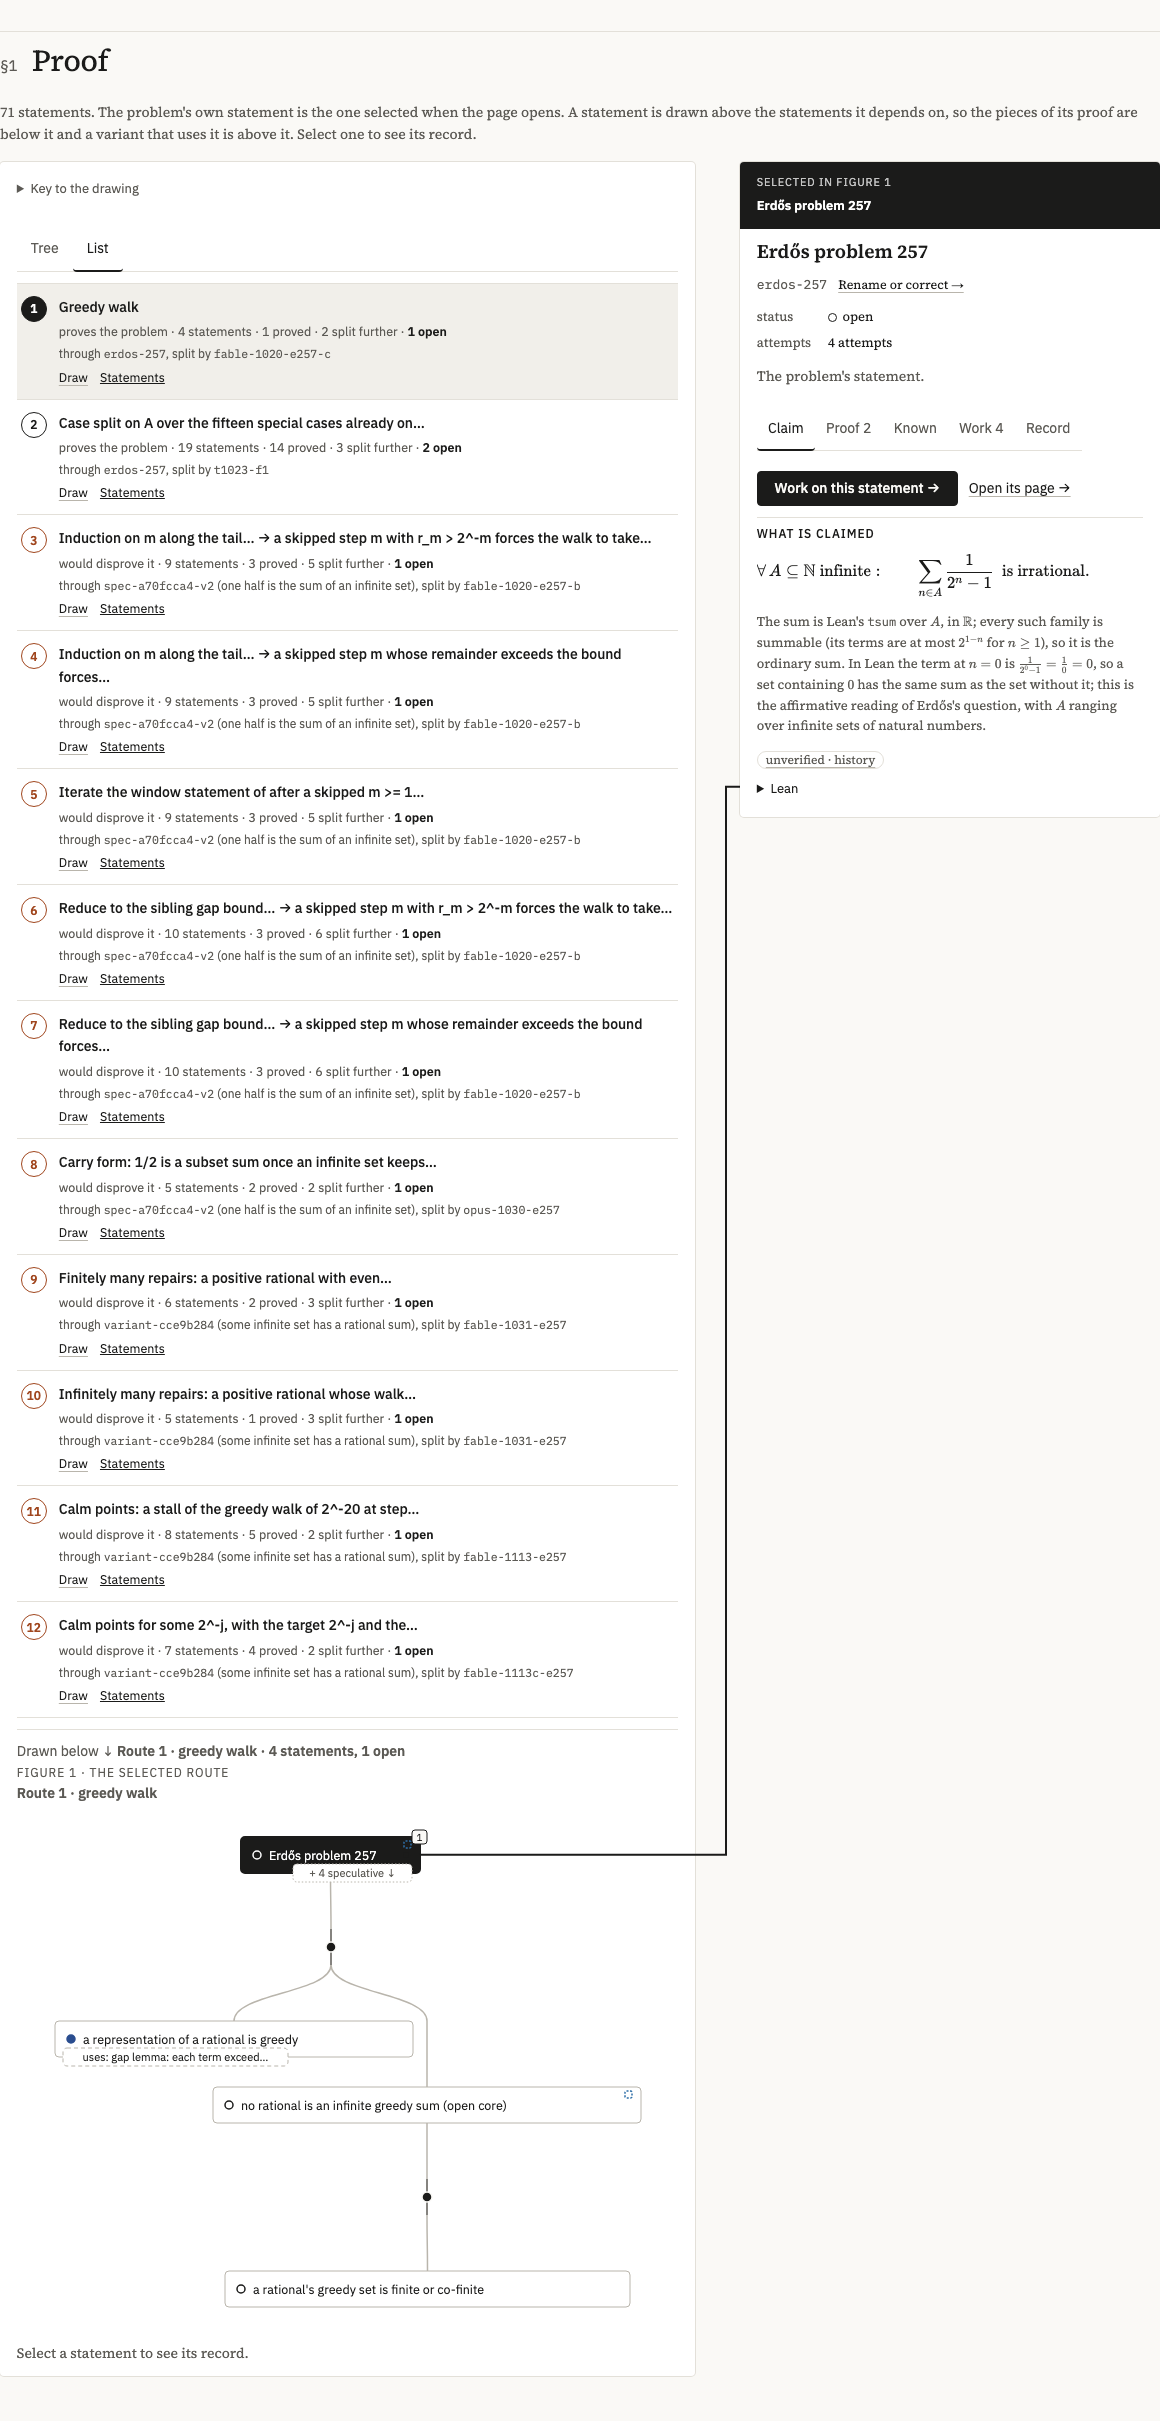 §1 Proof
71 statements. The problem's own statement is the one selected when the page opens. A statement is drawn above the statements it depends on, so the pieces of its proof are
below it and a variant that uses it is above it. Select one to see its record.
▶ Key to the drawing
Tree List
1 Greedy walk
proves the problem · 4 statements · 1 proved · 2 split further · 1 open
through erdos-257, split by fable-1020-e257-c
Draw Statements
2 Case split on A over the fifteen special cases already on...
proves the problem · 19 statements · 14 proved · 3 split further · 2 open
through erdos-257, split by t1023-f1
Draw Statements
3 Induction on m along the tail... → a skipped step m with r_m > 2^-m forces the walk to take...
would disprove it · 9 statements · 3 proved · 5 split further · 1 open
through spec-a70fcca4-v2 (one half is the sum of an infinite set), split by fable-1020-e257-b
Draw Statements
4 Induction on m along the tail... → a skipped step m whose remainder exceeds the bound
forces...
would disprove it · 9 statements · 3 proved · 5 split further · 1 open
through spec-a70fcca4-v2 (one half is the sum of an infinite set), split by fable-1020-e257-b
Draw Statements
5 Iterate the window statement of after a skipped m >= 1...
would disprove it · 9 statements · 3 proved · 5 split further · 1 open
through spec-a70fcca4-v2 (one half is the sum of an infinite set), split by fable-1020-e257-b
Draw Statements
6 Reduce to the sibling gap bound... → a skipped step m with r_m > 2^-m forces the walk to take...
would disprove it · 10 statements · 3 proved · 6 split further · 1 open
through spec-a70fcca4-v2 (one half is the sum of an infinite set), split by fable-1020-e257-b
Draw Statements
7 Reduce to the sibling gap bound... → a skipped step m whose remainder exceeds the bound
forces...
would disprove it · 10 statements · 3 proved · 6 split further · 1 open
through spec-a70fcca4-v2 (one half is the sum of an infinite set), split by fable-1020-e257-b
Draw Statements
8 Carry form: 1/2 is a subset sum once an infinite set keeps...
would disprove it · 5 statements · 2 proved · 2 split further · 1 open
through spec-a70fcca4-v2 (one half is the sum of an infinite set), split by opus-1030-e257
Draw Statements
9 Finitely many repairs: a positive rational with even...
would disprove it · 6 statements · 2 proved · 3 split further · 1 open
through variant-cce9b284 (some infinite set has a rational sum), split by fable-1031-e257
Draw Statements
10 Infinitely many repairs: a positive rational whose walk...
would disprove it · 5 statements · 1 proved · 3 split further · 1 open
through variant-cce9b284 (some infinite set has a rational sum), split by fable-1031-e257
Draw Statements
11 Calm points: a stall of the greedy walk of 2^-20 at step...
would disprove it · 8 statements · 5 proved · 2 split further · 1 open
through variant-cce9b284 (some infinite set has a rational sum), split by fable-1113-e257
Draw Statements
12 Calm points for some 2^-j, with the target 2^-j and the...
would disprove it · 7 statements · 4 proved · 2 split further · 1 open
through variant-cce9b284 (some infinite set has a rational sum), split by fable-1113c-e257
Draw Statements
Drawn below ↓ Route 1 · greedy walk · 4 statements, 1 open
FIGURE 1 · THE SELECTED ROUTE
Route 1 · greedy walk
1
Erdős problem 257
+ 4 speculative ↓
a representation of a rational is greedy
uses: gap lemma: each term exceed...
no rational is an infinite greedy sum (open core)
a rational's greedy set is finite or co-finite
Select a statement to see its record.
SELECTED IN FIGURE 1
Erdős problem 257
Erdős problem 257
erdos-257 Rename or correct →
status open
attempts 4 attempts
The problem's statement.
Claim Proof 2 Known Work 4 Record
Work on this statement → Open its page →
WHAT IS CLAIMED
∀ A ⊆ ℕ infinite : ∑_{n∈A} 1/(2^n − 1) is irrational.
The sum is Lean's tsum over A, in ℝ; every such family is
summable (its terms are at most 2^{1−n} for n ≥ 1), so it is the
ordinary sum. In Lean the term at n = 0 is 1/(2^0−1) = 1/0 = 0, so a
set containing 0 has the same sum as the set without it; this is
the affirmative reading of Erdős's question, with A ranging
over infinite sets of natural numbers.
unverified · history
▶ Lean